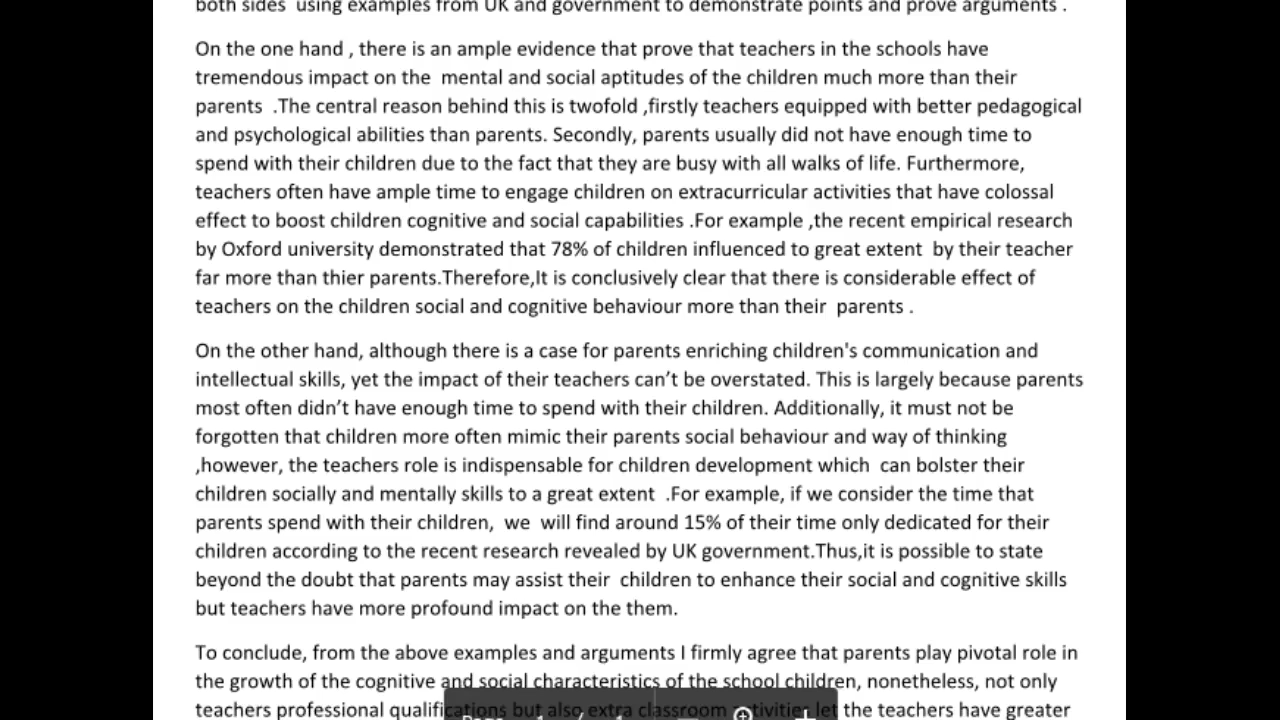 both sides  using examples from UK and government to demonstrate points and prove arguments .
On the one hand , there is an ample evidence that prove that teachers in the schools have
tremendous impact on the  mental and social aptitudes of the children much more than their
parents  .The central reason behind this is twofold ,firstly teachers equipped with better pedagogical
and psychological abilities than parents. Secondly, parents usually did not have enough time to
spend with their children due to the fact that they are busy with all walks of life. Furthermore,
teachers often have ample time to engage children on extracurricular activities that have colossal
effect to boost children cognitive and social capabilities .For example ,the recent empirical research
by Oxford university demonstrated that 78% of children influenced to great extent  by their teacher
far more than thier parents.Therefore,It is conclusively clear that there is considerable effect of
teachers on the children social and cognitive behaviour more than their  parents .
On the other hand, although there is a case for parents enriching children's communication and
intellectual skills, yet the impact of their teachers can’t be overstated. This is largely because parents
most often didn’t have enough time to spend with their children. Additionally, it must not be
forgotten that children more often mimic their parents social behaviour and way of thinking
,however, the teachers role is indispensable for children development which  can bolster their
children socially and mentally skills to a great extent  .For example, if we consider the time that
parents spend with their children,  we  will find around 15% of their time only dedicated for their
children according to the recent research revealed by UK government.Thus,it is possible to state
beyond the doubt that parents may assist their  children to enhance their social and cognitive skills
but teachers have more profound impact on the them.
To conclude, from the above examples and arguments I firmly agree that parents play pivotal role in
the growth of the cognitive and social characteristics of the school children, nonetheless, not only
teachers professional qualifications but also extra classroom activities let the teachers have greater